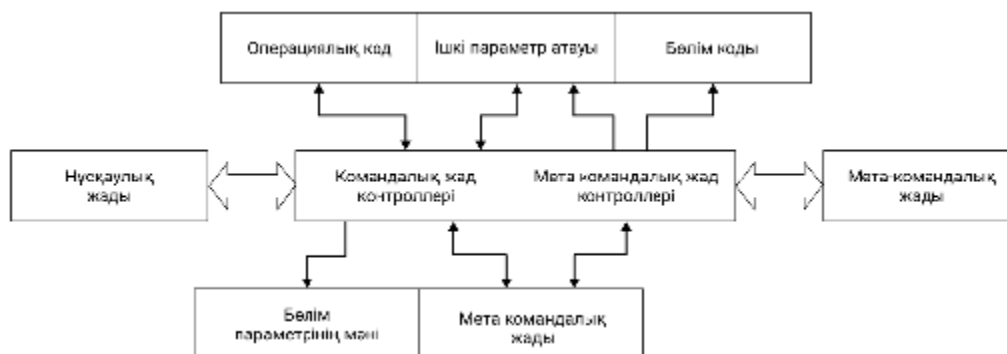 Операциялық код
Ішкі параметр атауы
Бөлім коды
Нұсқаулық
жады
Командалық жад
контроллері
Мета командалық жад
контроллері
Мета-командалық
жады
Бөлім
параметрінің мәні
Мета командалық
жады